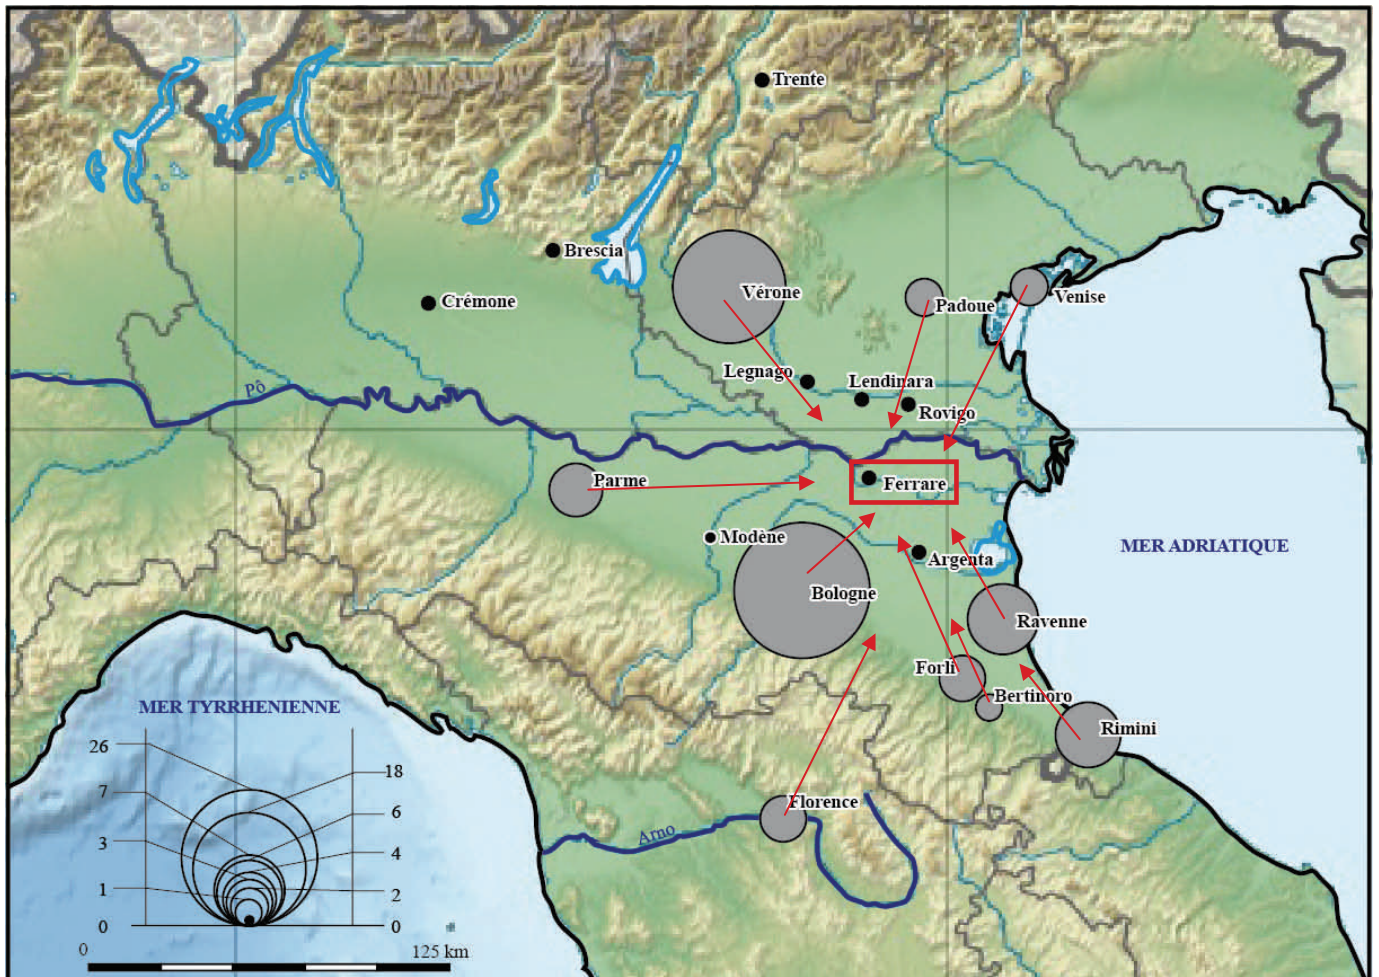 Trente
Brescia
Vérone
Crémone
Padoue
Venise
Legnago
Lendinara
Rovigo
Pô
Parme
Ferrare
Modène
Argenta
MER ADRIATIQUE
Bologne
Ravenne
Forli
Bertinoro
Rimini
MER TYRRHENIENNE
Florence
Arno
26
18
7
6
3
4
1
2
0
0
0
125 km